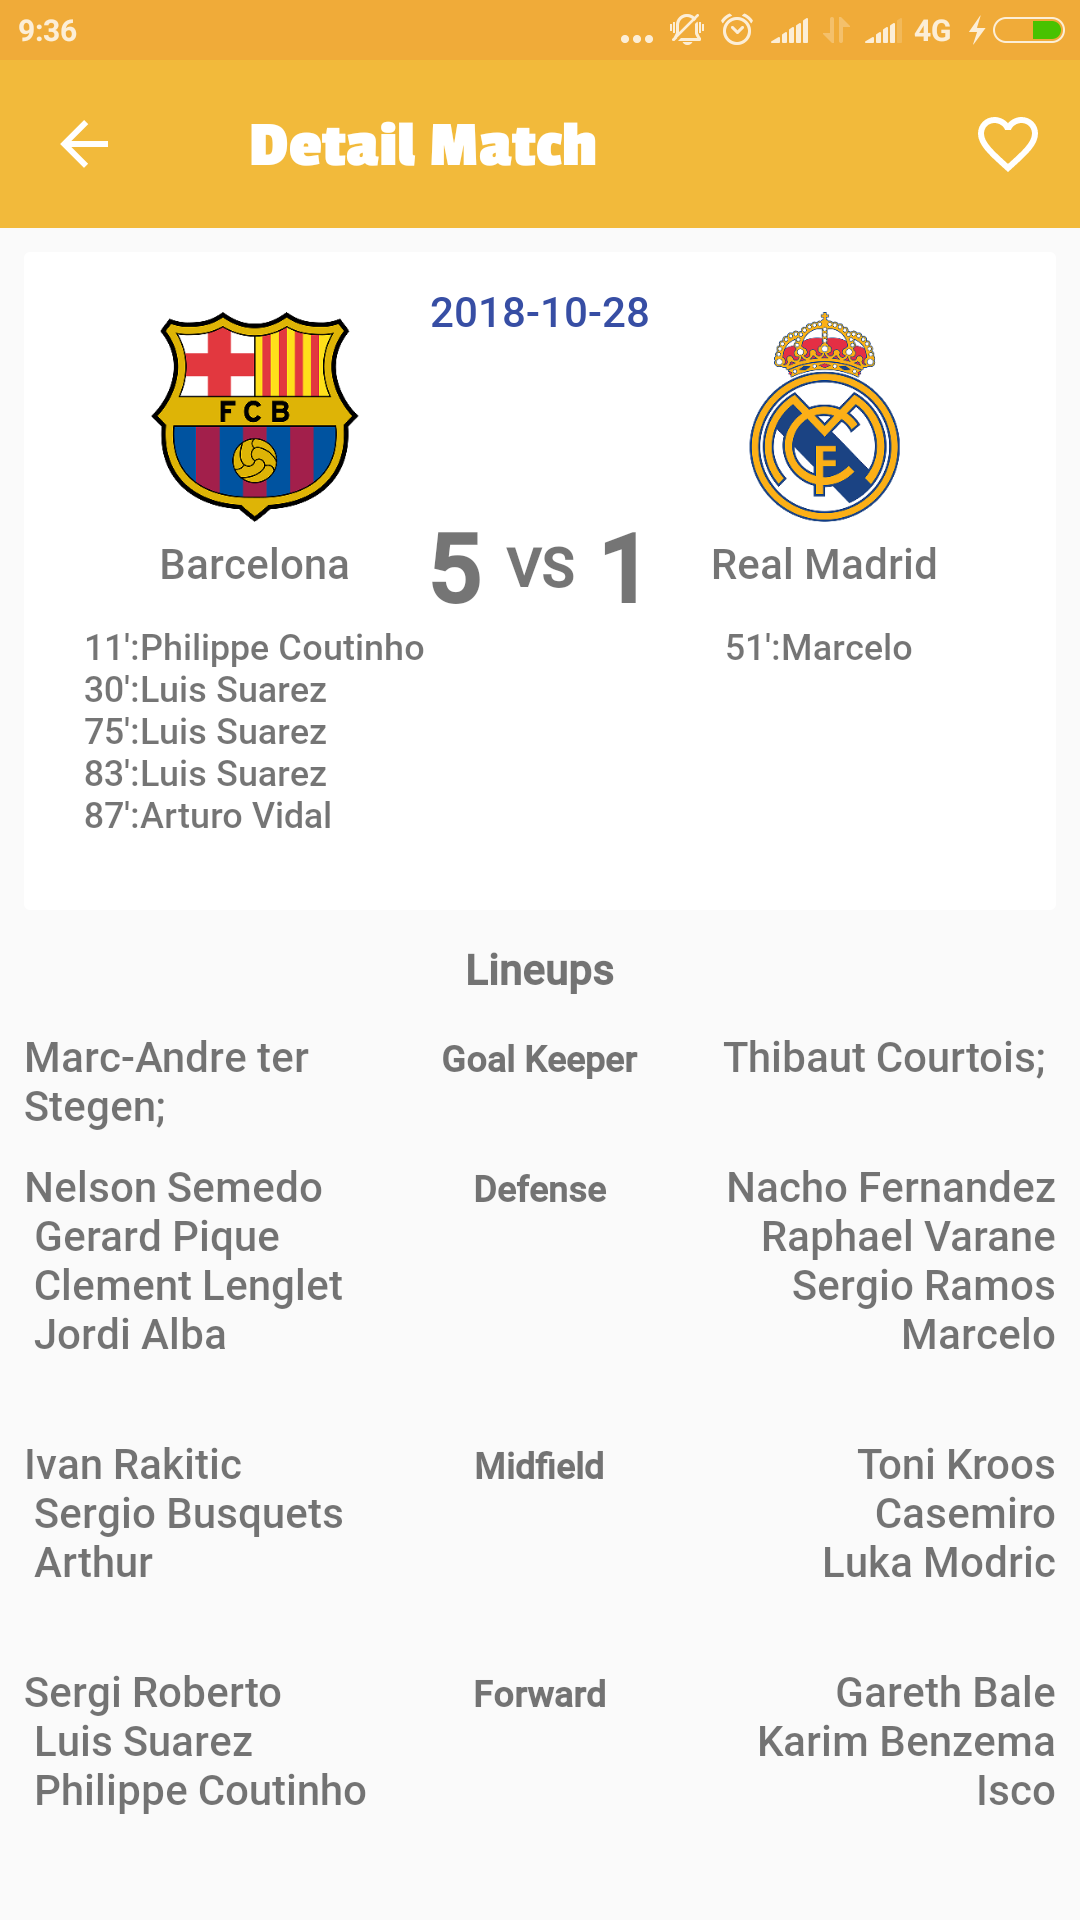 9:36
4G
Detail Match
2018-10-28
FCB
Barcelona
5 VS 1
Real Madrid
11':Philippe Coutinho
30':Luis Suarez
75':Luis Suarez
83':Luis Suarez
87':Arturo Vidal
51':Marcelo
Lineups
Marc-Andre ter
Stegen;
Goal Keeper
Thibaut Courtois;
Nelson Semedo
Gerard Pique
Clement Lenglet
Jordi Alba
Defense
Nacho Fernandez
Raphael Varane
Sergio Ramos
Marcelo
Ivan Rakitic
Sergio Busquets
Arthur
Midfield
Toni Kroos
Casemiro
Luka Modric
Sergi Roberto
Luis Suarez
Philippe Coutinho
Forward
Gareth Bale
Karim Benzema
Isco